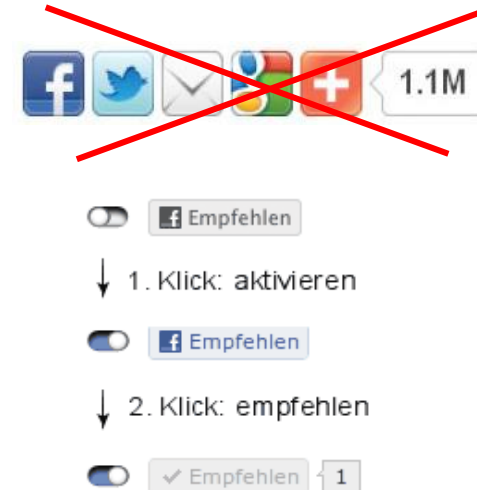 1.1M
Empfehlen
1. Klick: aktivieren
Empfehlen
2. Klick: empfehlen
Empfehlen 1